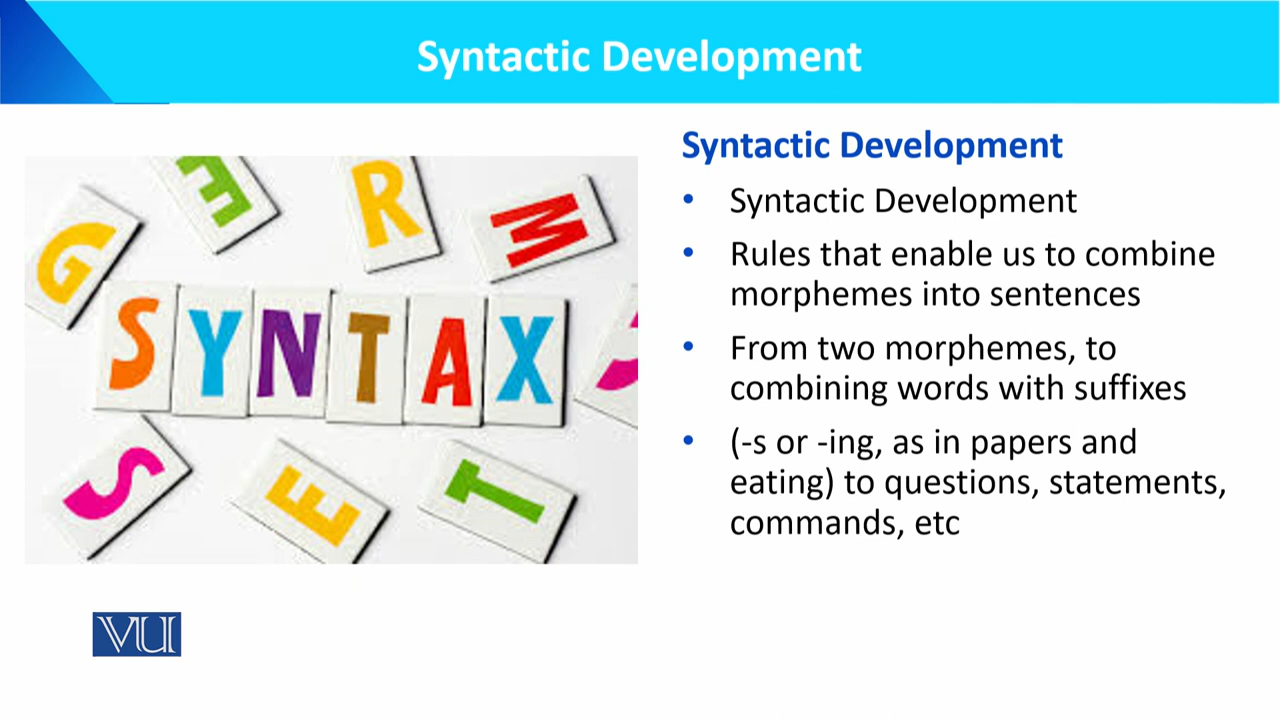 Syntactic Development
Syntactic Development
• Syntactic Development
• Rules that enable us to combine
morphemes into sentences
• From two morphemes, to
combining words with suffixes
• (-s or -ing, as in papers and
eating) to questions, statements,
commands, etc
G E R M
SYNTAX
S E T
VU